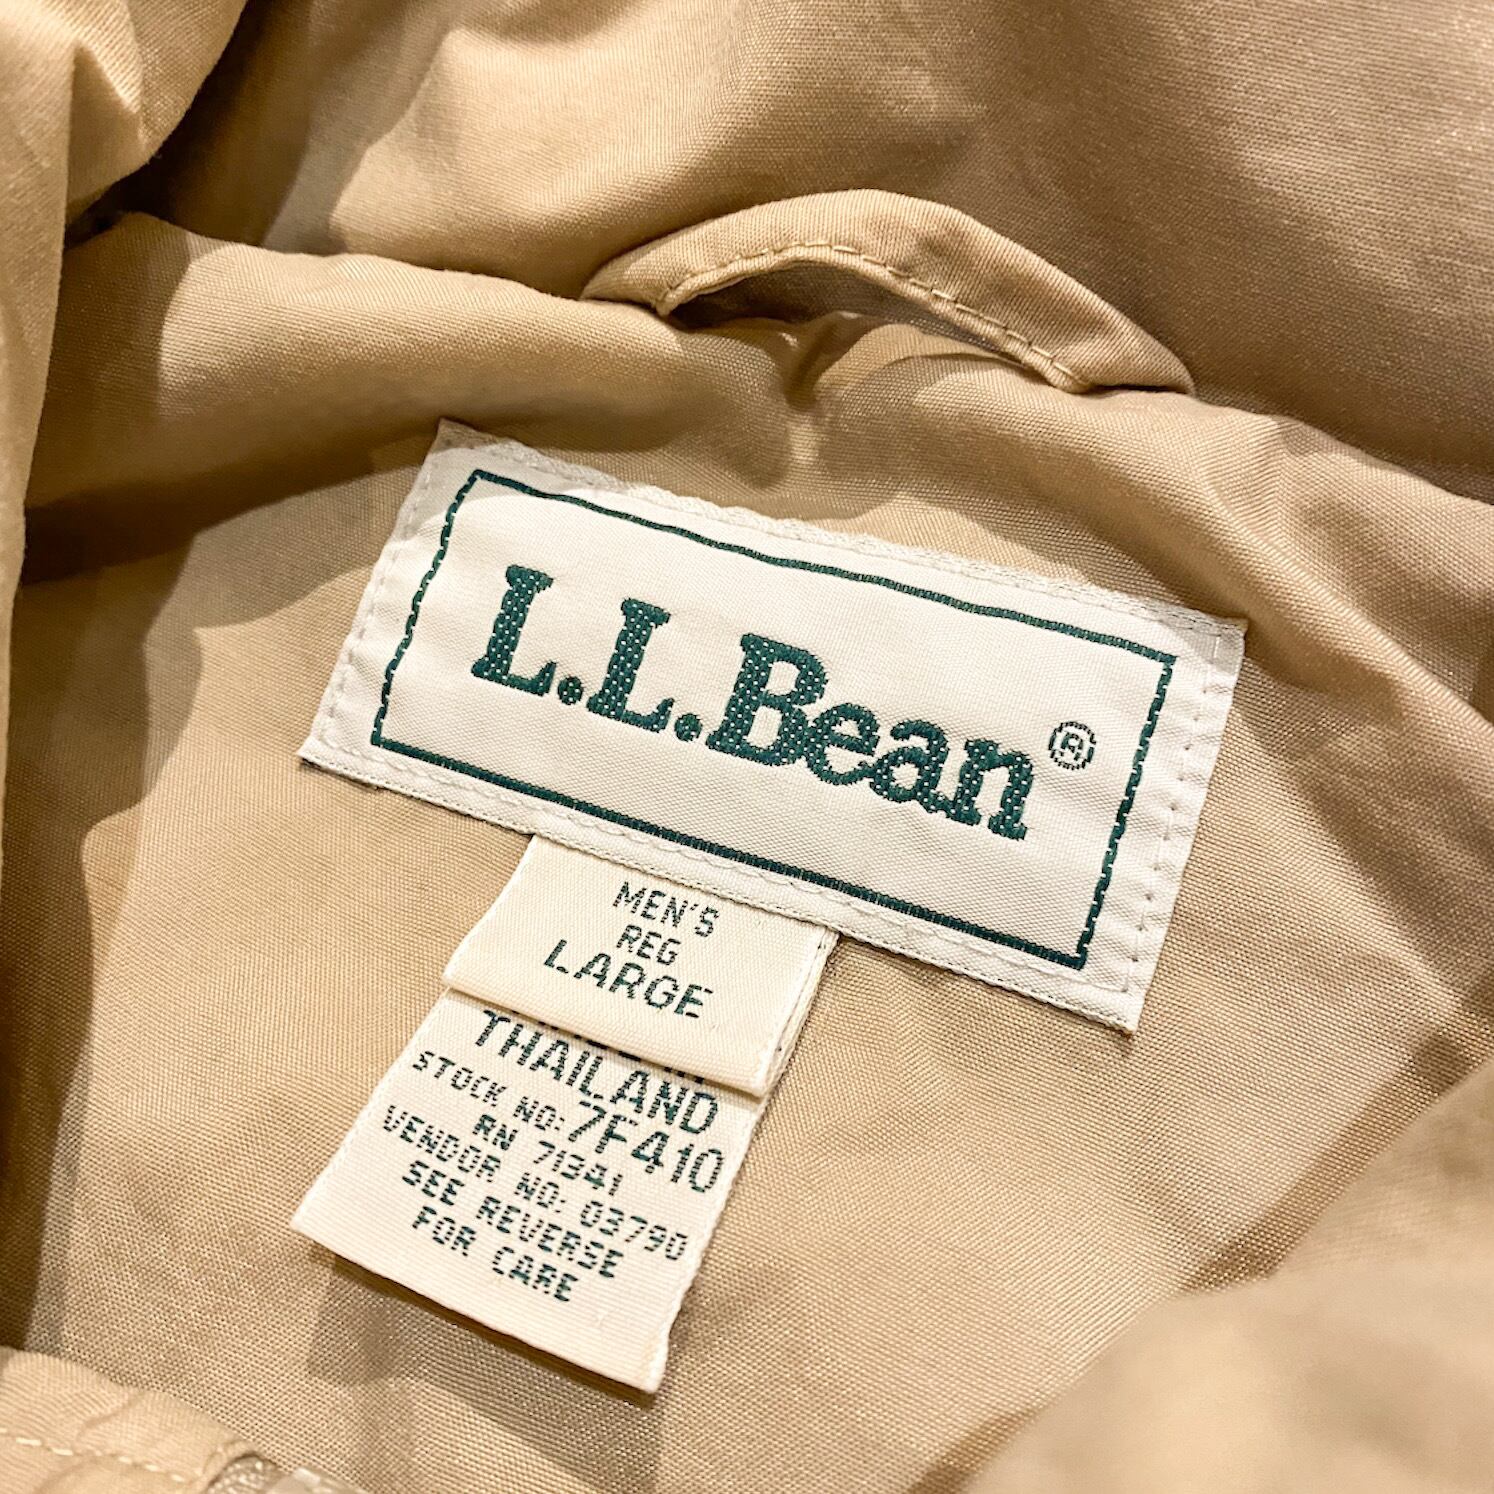 L.L.Bean®
MEN'S
REG
LARGE
THAILAND
STOCK NO: 7F410
RN 71341
VENDOR NO: 03790
SEE REVERSE
FOR CARE